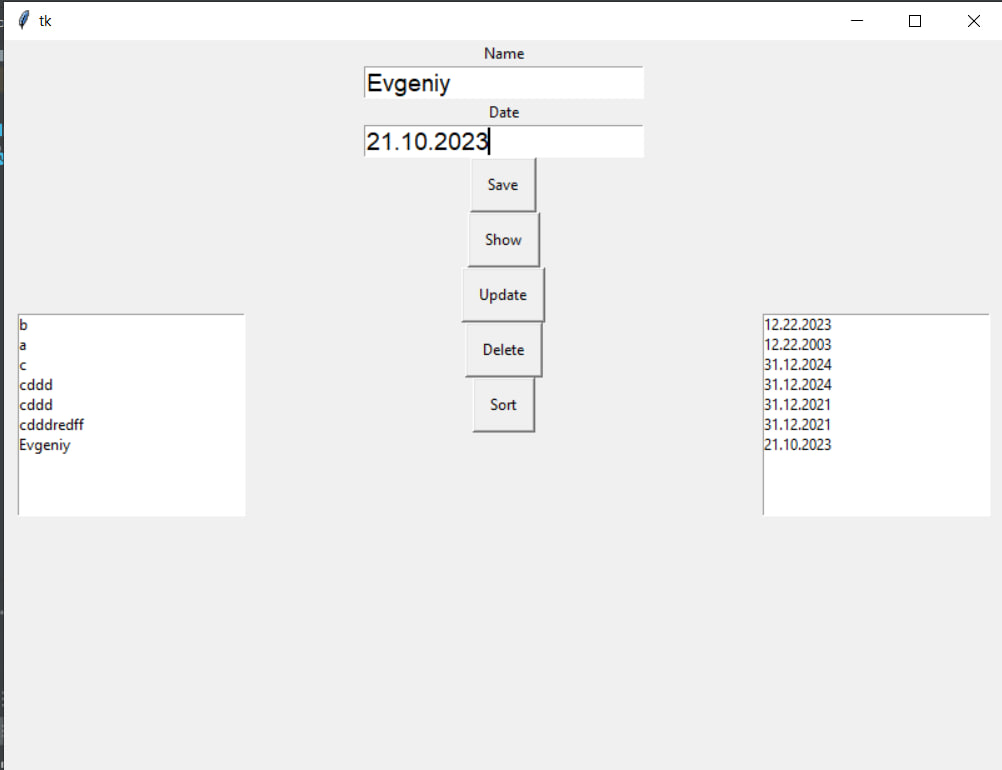 tk
Name
Evgeniy
Date
21.10.2023
Save
Show
Update
Delete
Sort
b
a
c
cddd
cddd
cdddredff
Evgeniy
12.22.2023
12.22.2003
31.12.2024
31.12.2024
31.12.2021
31.12.2021
21.10.2023